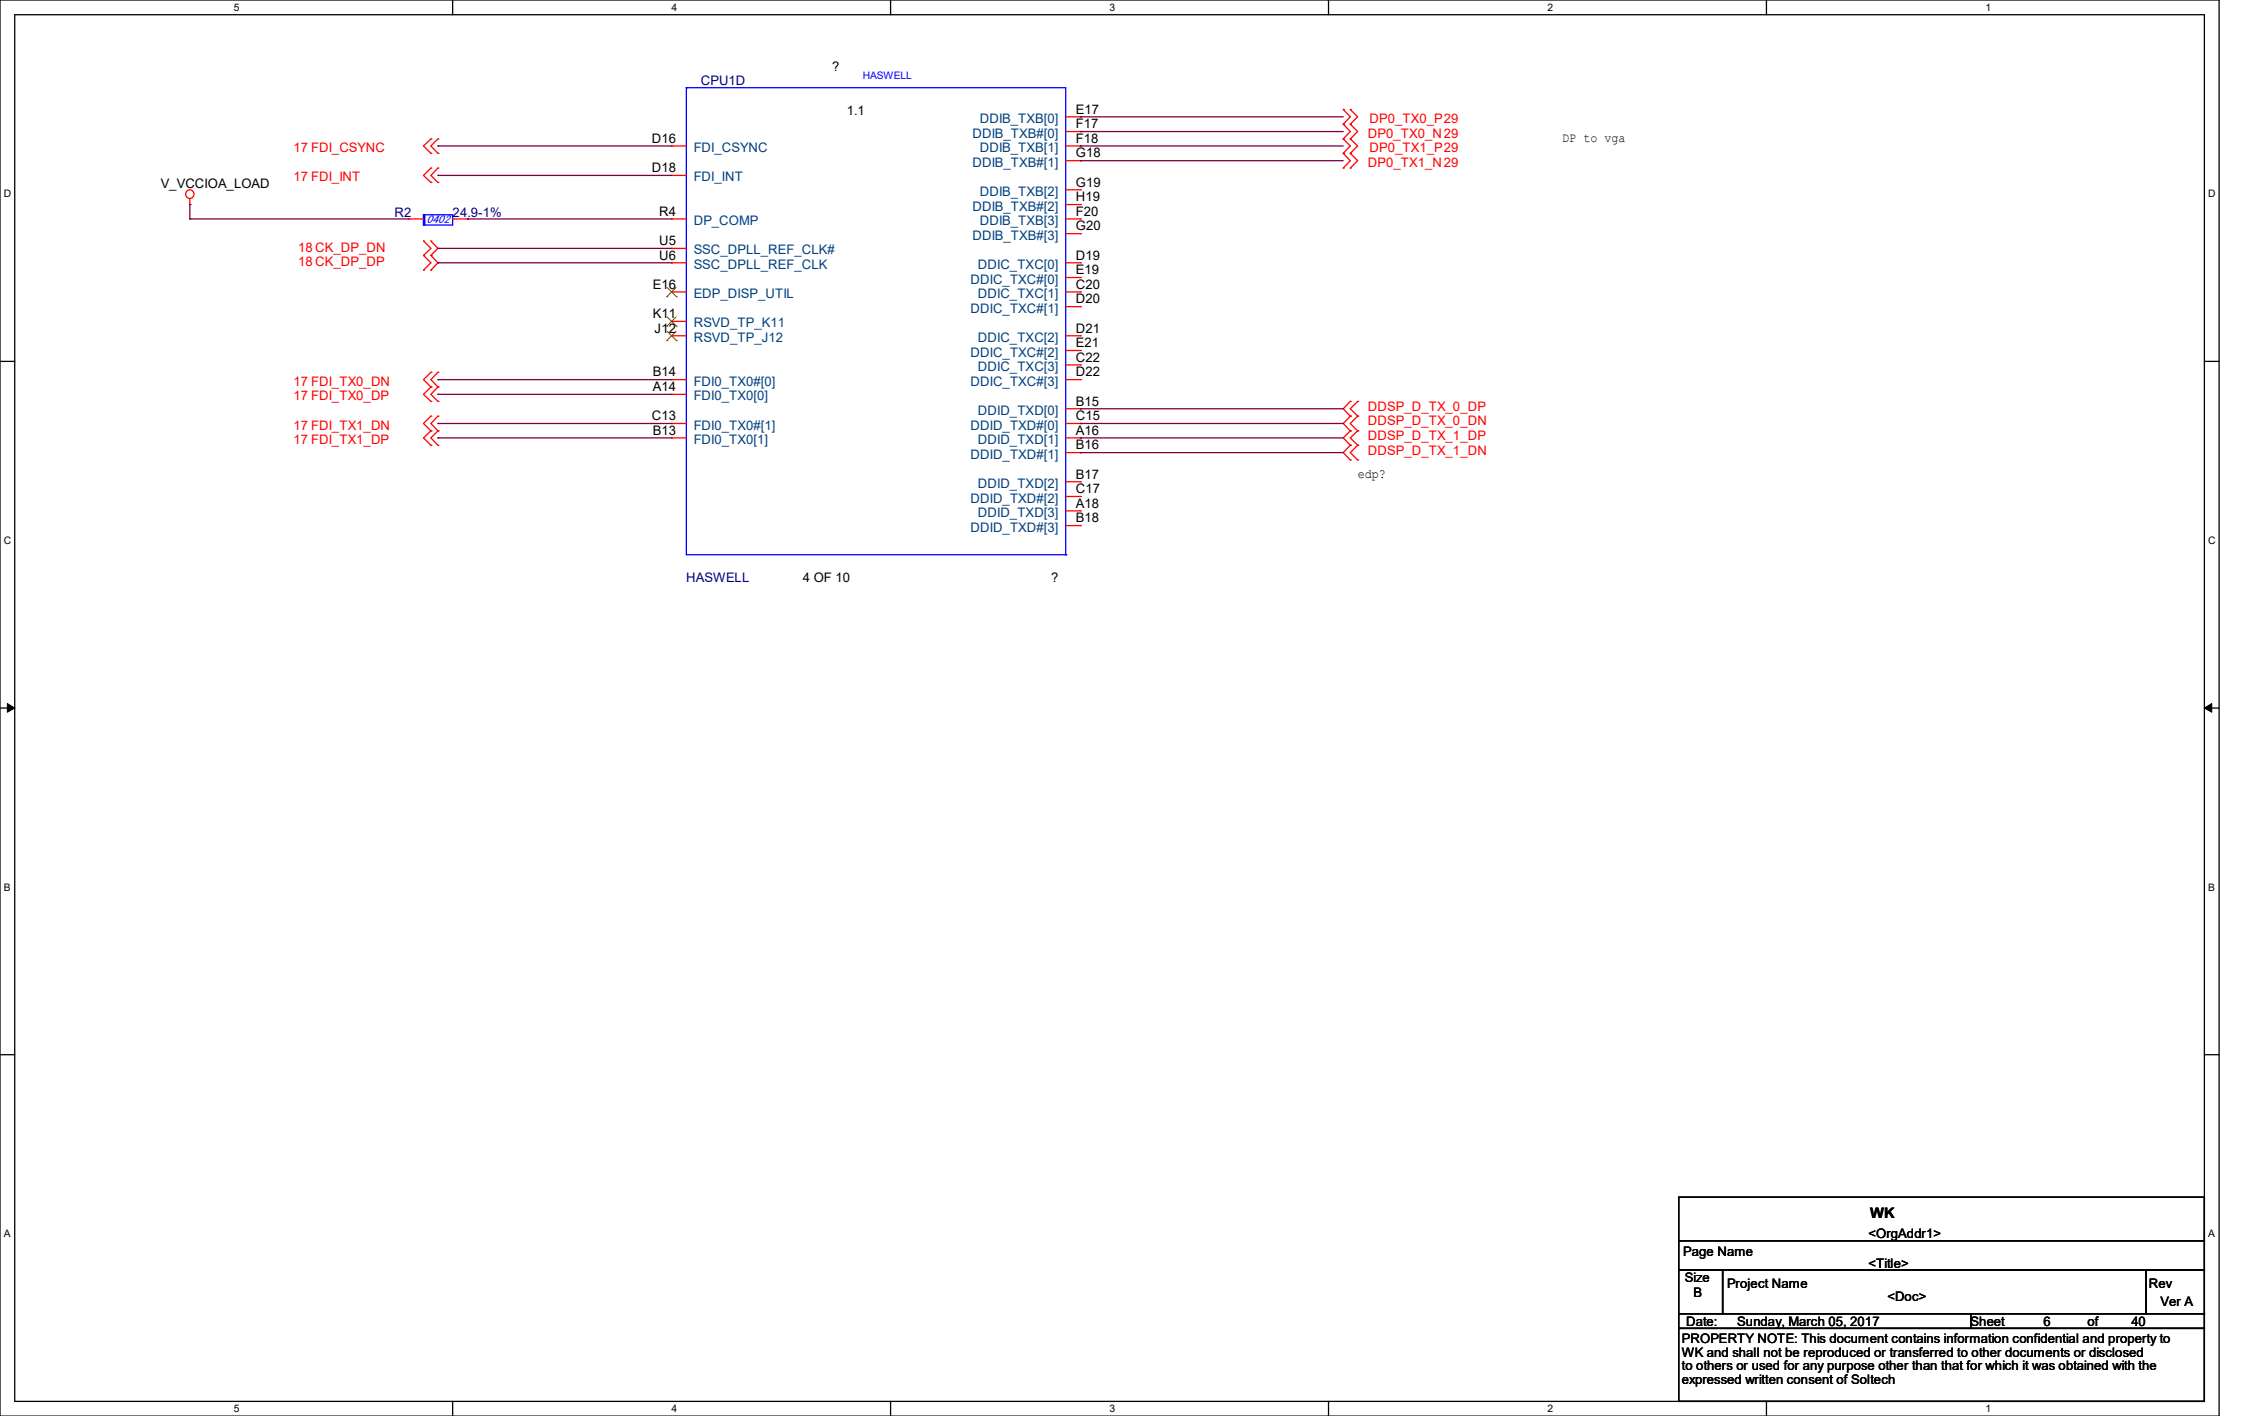 5 4 3 2 1
?
CPU1D HASWELL
1.1
D D
C C
B B
A A
17 FDI_CSYNC D16 FDI_CSYNC
17 FDI_INT D18 FDI_INT
V_VCCIOA_LOAD
R2 0402 24.9-1% R4 DP_COMP
18 CK_DP_DN U5 SSC_DPLL_REF_CLK#
18 CK_DP_DP U6 SSC_DPLL_REF_CLK
E16 EDP_DISP_UTIL
K11 RSVD_TP_K11
J12 RSVD_TP_J12
17 FDI_TX0_DN B14 FDI0_TX0#[0]
17 FDI_TX0_DP A14 FDI0_TX0[0]
17 FDI_TX1_DN C13 FDI0_TX0#[1]
17 FDI_TX1_DP B13 FDI0_TX0[1]
DDIB_TXB[0] E17 DP0_TX0_P29
DDIB_TXB#[0] F17 DP0_TX0_N29
DDIB_TXB[1] F18 DP0_TX1_P29
DDIB_TXB#[1] G18 DP0_TX1_N29
DP to vga
DDIB_TXB[2] G19
DDIB_TXB#[2] H19
DDIB_TXB[3] F20
DDIB_TXB#[3] G20
DDIC_TXC[0] D19
DDIC_TXC#[0] E19
DDIC_TXC[1] C20
DDIC_TXC#[1] D20
DDIC_TXC[2] D21
DDIC_TXC#[2] E21
DDIC_TXC[3] C22
DDIC_TXC#[3] D22
DDID_TXD[0] B15 DDSP_D_TX_0_DP
DDID_TXD#[0] C15 DDSP_D_TX_0_DN
DDID_TXD[1] A16 DDSP_D_TX_1_DP
DDID_TXD#[1] B16 DDSP_D_TX_1_DN
edp?
DDID_TXD[2] B17
DDID_TXD#[2] C17
DDID_TXD[3] A18
DDID_TXD#[3] B18
HASWELL 4 OF 10 ?
WK
<OrgAddr1>
Page Name
<Title>
Size
B
Project Name
<Doc>
Rev
Ver A
Date: Sunday, March 05, 2017 Sheet 6 of 40
PROPERTY NOTE: This document contains information confidential and property to
WK and shall not be reproduced or transferred to other documents or disclosed
to others or used for any purpose other than that for which it was obtained with the
expressed written consent of Soltech
5 4 3 2 1